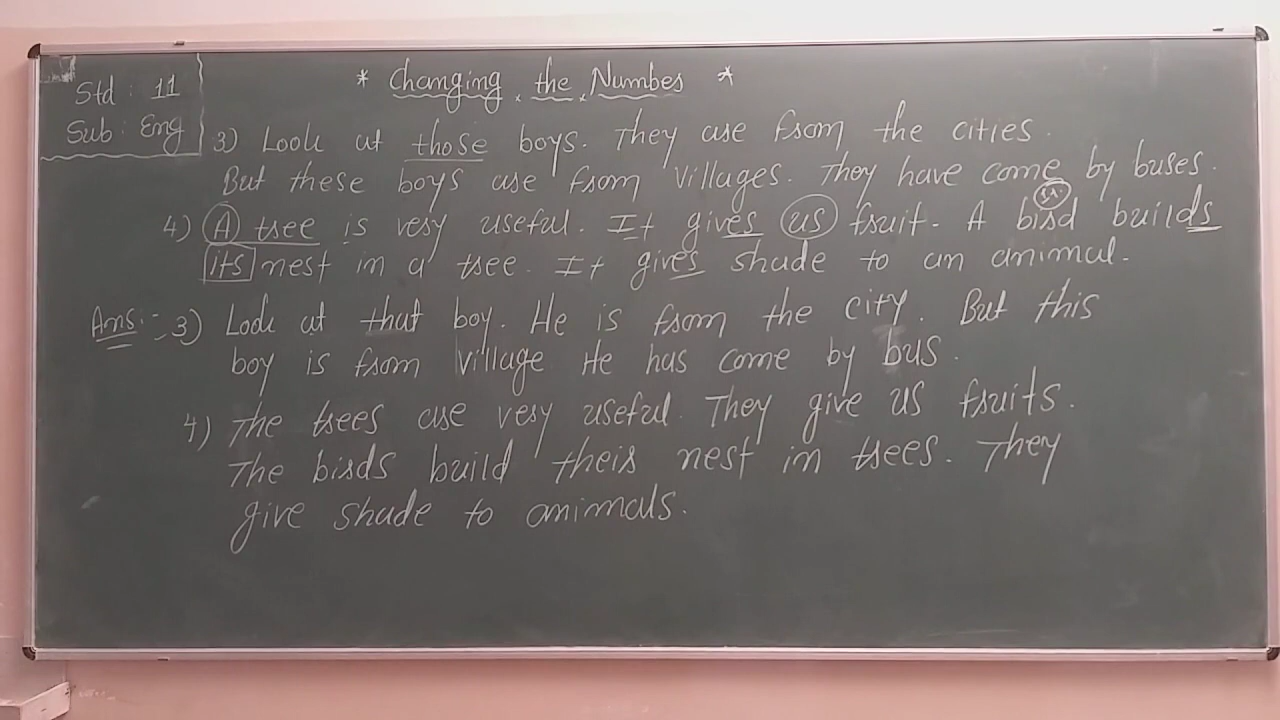 Std : 11
Sub : Eng
* Changing the Number *
3) Look at those boys. They are from the cities.
But these boys are from villages. They have come by buses.
4) A tree is very useful. It gives us fruit. A bird builds
its nest in a tree. It gives shade to an animal.
Ans :- 3) Look at that boy. He is from the city. But this
boy is from village He has come by bus.
4) The trees are very useful. They give us fruits.
The birds build their nest in trees. They
give shade to animals.